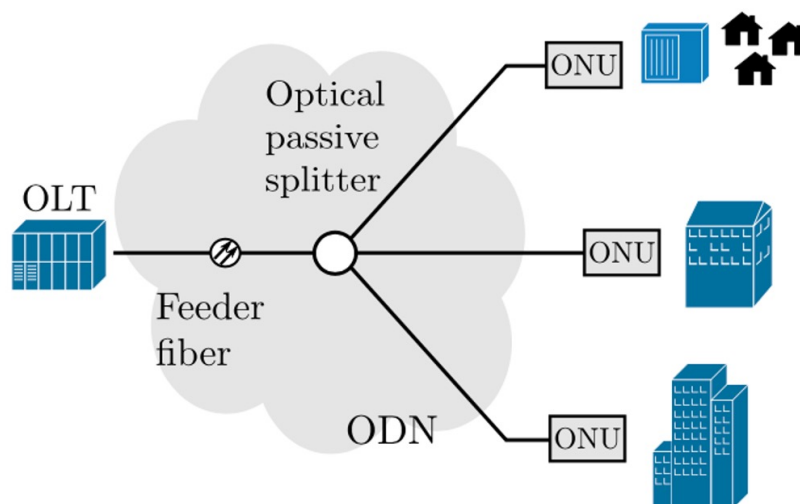 ONU
Optical
passive
splitter
OLT
ONU
Feeder
fiber
ODN
ONU